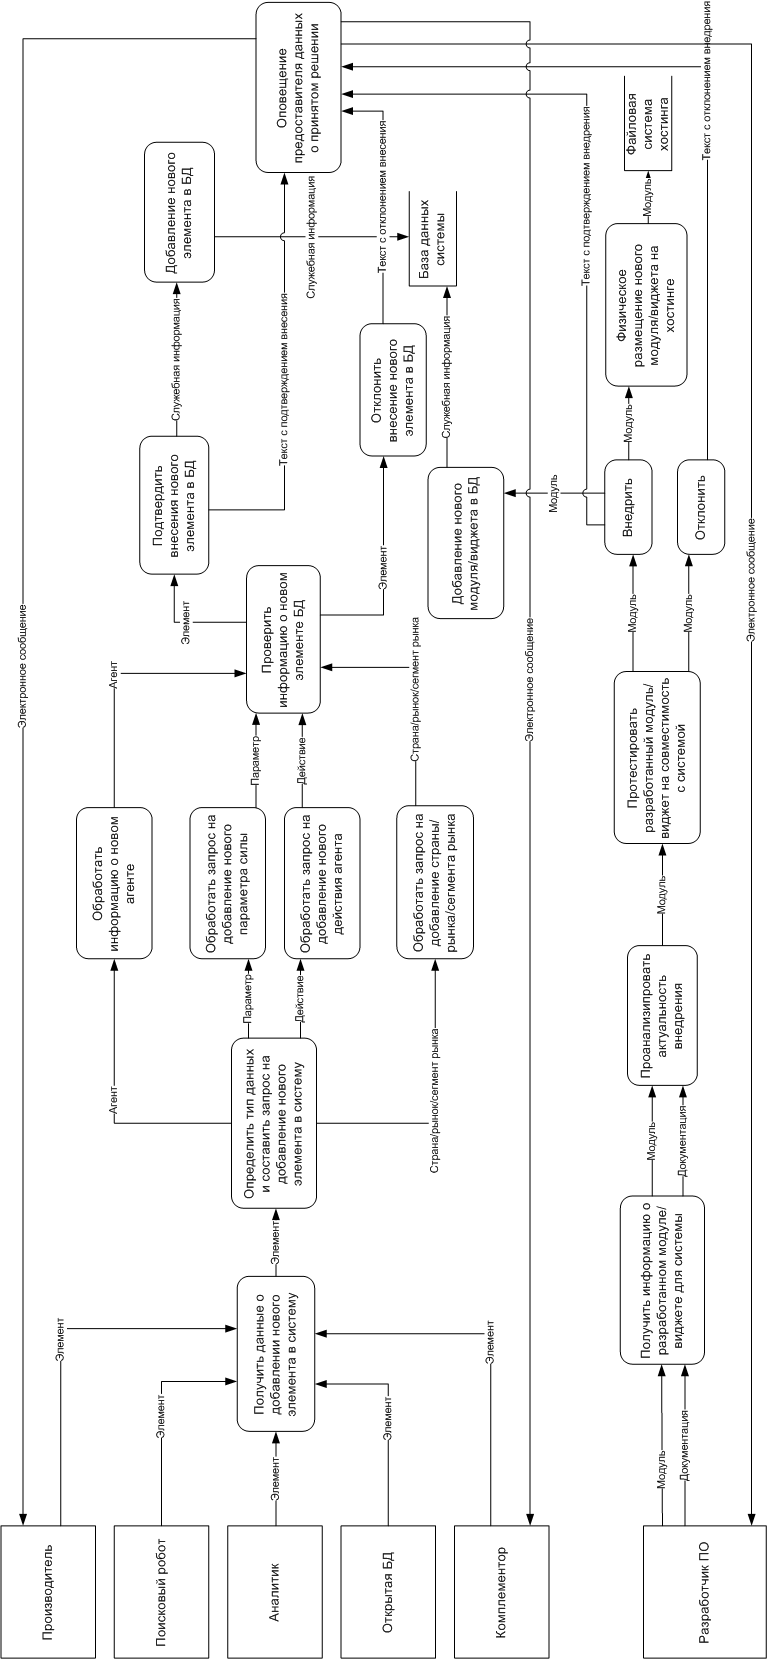 Производитель
Поисковый робот
Аналитик
Открытая БД
Комплементор
Разработчик ПО
Элемент
Элемент
Элемент
Элемент
Элемент
Модуль
Документация
Получить данные о
добавлении нового
элемента в систему
Получить информацию о
разработанном модуле/
виджете для системы
Элемент
Модуль
Документация
Определить тип данных
и составить запрос на
добавление нового
элемента в систему
Проанализипровать
актуальность
внедрения
Агент
Параметр
Действие
Страна/рынок/сегмент рынка
Модуль
Обработать
информацию о новом
агенте
Обработать запрос на
добавление нового
параметра силы
Обработать запрос на
добавление нового
действия агента
Обработать запрос на
добавление страны/
рынка/сегмента рынка
Протестировать
разработанный модуль/
виджет на совместимость
с системой
Агент
Параметр
Действие
Страна/рынок/сегмент рынка
Модуль
Модуль
Проверить
информацию о новом
элементе БД
Элемент
Элемент
Внедрить
Отклонить
Модуль
Модуль
Подтвердить
внесения нового
элемента в БД
Отклонить
внесение нового
элемента в БД
Добавление нового
модуля/виджета в БД
Физическое
размещение нового
модуля/виджета на
хостинге
Служебная информация
Текст с подтверждением внесения
Служебная информация
Текст с отклонением внесения
Служебная информация
Текст с подтверждением внедрения
Модуль
Текст с отклонением внедрения
Добавление нового
элемента в БД
База данных
системы
Файловая
система
хостинга
Оповещение
предоставителя данных
о принятом решении
Электронное сообщение
Электронное сообщение
Электронное сообщение